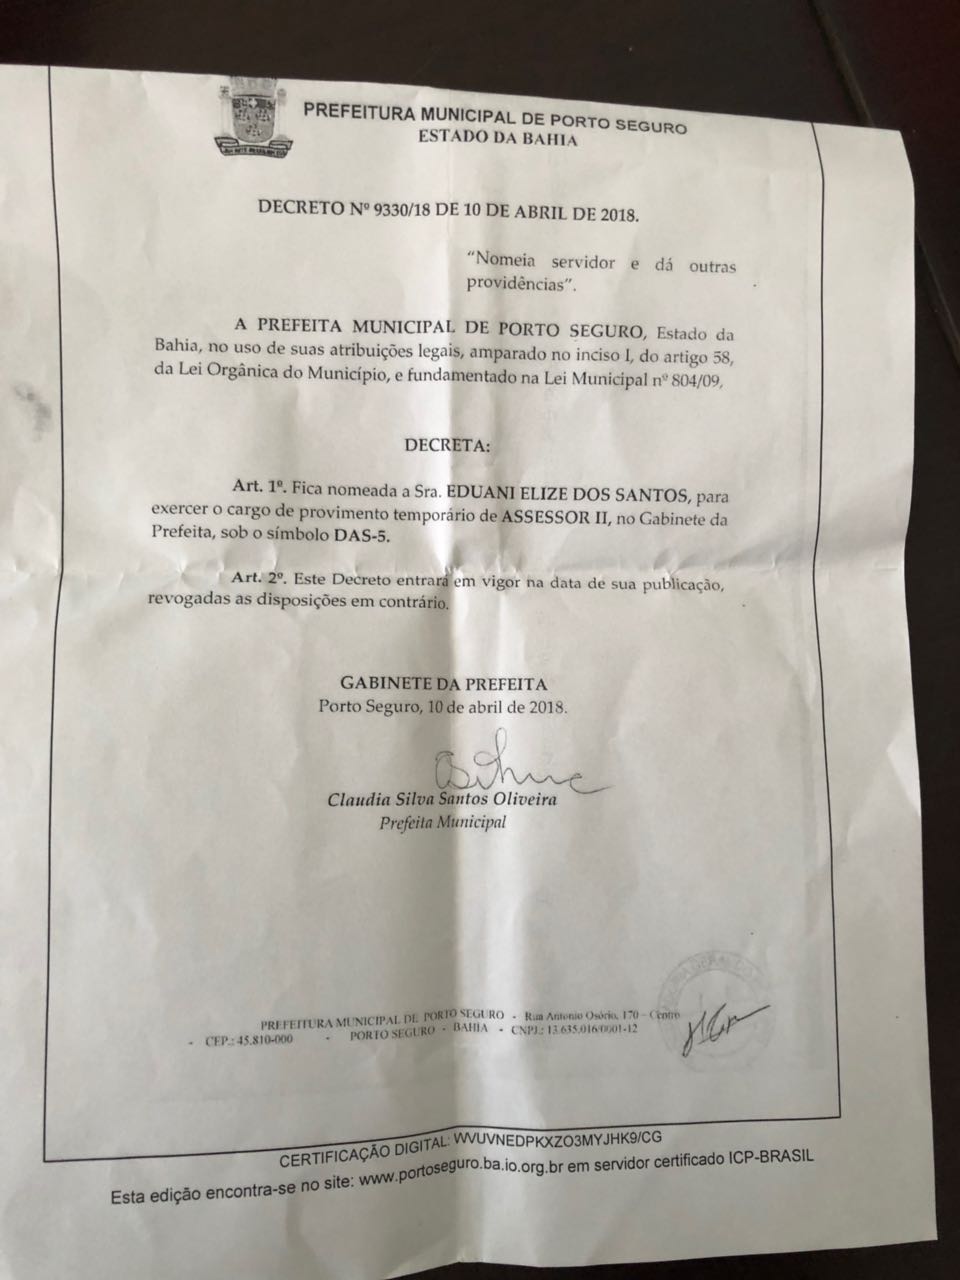 PREFEITURA MUNICIPAL DE PORTO SEGURO
ESTADO DA BAHIA
DECRETO Nº 9330/18 DE 10 DE ABRIL DE 2018.
“Nomeia servidor e dá outras
providências”.
A PREFEITA MUNICIPAL DE PORTO SEGURO, Estado da
Bahia, no uso de suas atribuições legais, amparado no inciso I, do artigo 58,
da Lei Orgânica do Município, e fundamentado na Lei Municipal nº 804/09,
DECRETA:
Art. 1º. Fica nomeada a Sra. EDUANI ELIZE DOS SANTOS, para
exercer o cargo de provimento temporário de ASSESSOR II, no Gabinete da
Prefeita, sob o símbolo DAS-5.
Art. 2º. Este Decreto entrará em vigor na data de sua publicação,
revogadas as disposições em contrário.
GABINETE DA PREFEITA
Porto Seguro, 10 de abril de 2018.
Claudia Silva Santos Oliveira
Prefeita Municipal
PREFEITURA MUNICIPAL DE PORTO SEGURO - Rua Antonio Osório, 170 – Centro
- CEP.: 45.810-000 - PORTO SEGURO - BAHIA - CNPJ.: 13.635.016/0001-12
CERTIFICAÇÃO DIGITAL: WVUVNEDPKXZO3MYJHK9/CG
Esta edição encontra-se no site: www.portoseguro.ba.io.org.br em servidor certificado ICP-BRASIL